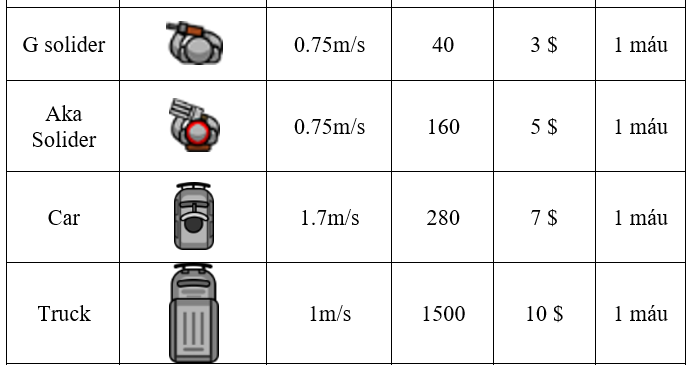 G solider 0.75m/s 40 3 $ 1 máu
Aka
Solider 0.75m/s 160 5 $ 1 máu
Car 1.7m/s 280 7 $ 1 máu
Truck 1m/s 1500 10 $ 1 máu